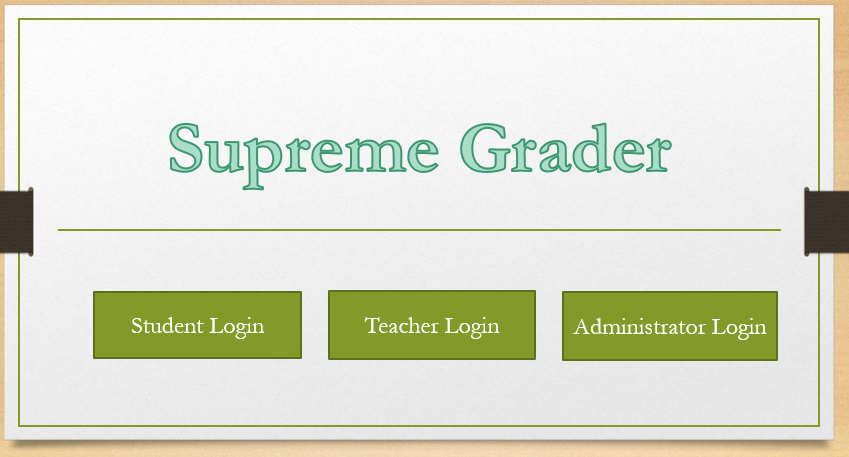 Supreme Grader
Student Login
Teacher Login
Administrator Login